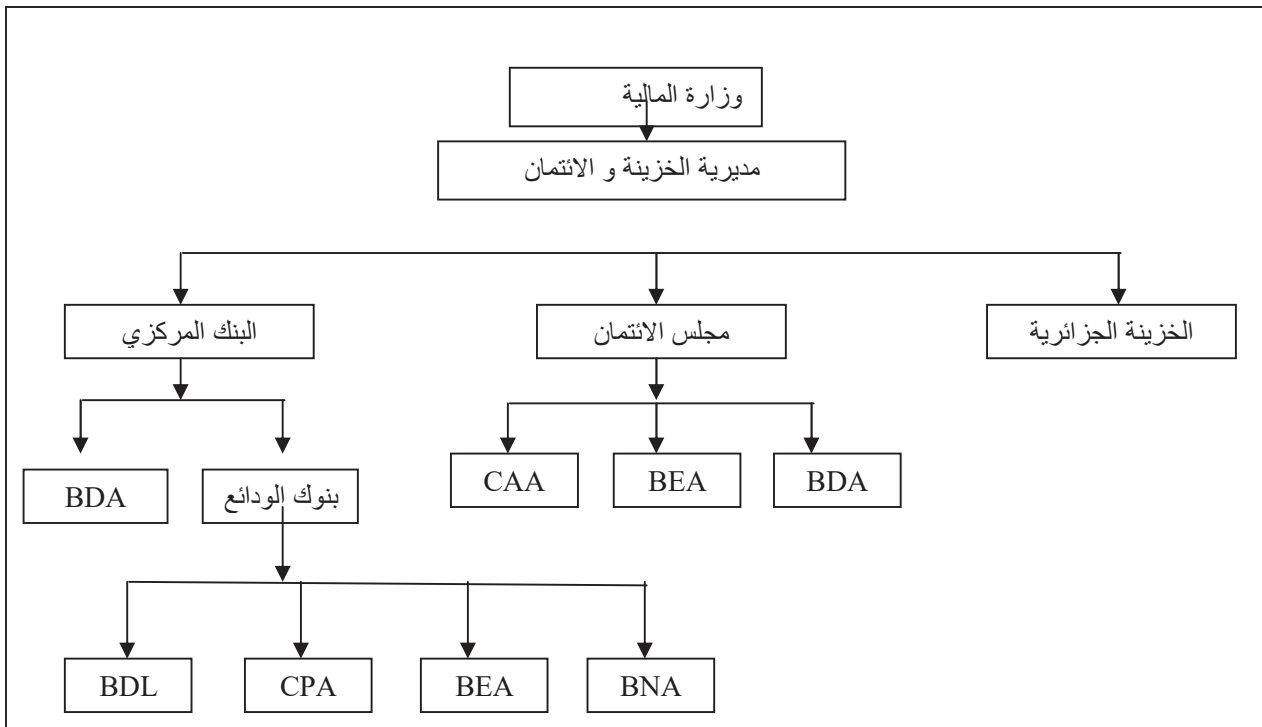 وزارة المالية
مديرية الخزينة و الائتمان
الخزينة الجزائرية
مجلس الائتمان
البنك المركزي
BDA
BEA
CAA
بنوك الودائع
BDA
BNA
BEA
CPA
BDL